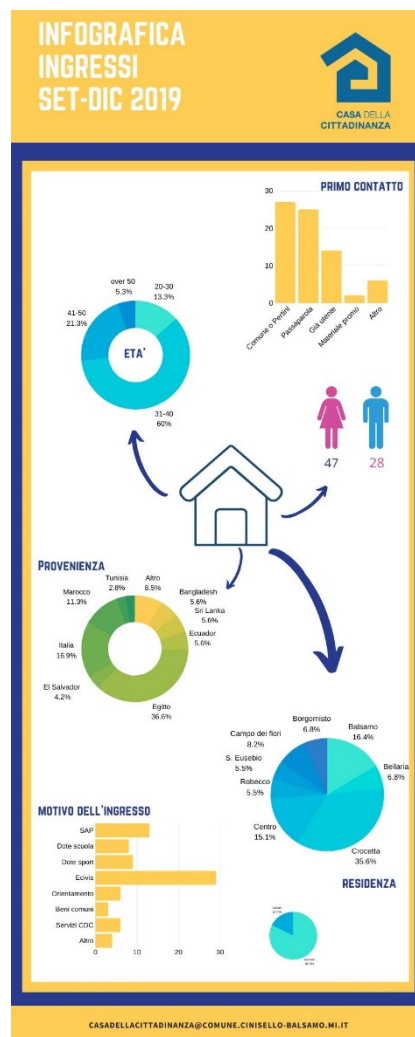 INFOGRAFICA
INGRESSI
SET-DIC 2019
CASA DELLA
CITTADINANZA
PRIMO CONTATTO
30
20
10
0
Comune o Pertini
Passaparola
Già utente
Materiale promo
Altro
over 50
5.3%
20-30
13.3%
41-50
21.3%
ETA'
31-40
60%
47
28
PROVENIENZA
Tunisia
2.8%
Altro
8.5%
Marocco
11.3%
Bangladesh
5.6%
Sri Lanka
5.6%
Ecuador
5.6%
Italia
16.9%
El Salvador
4.2%
Egitto
36.6%
Borgomisto
6.8%
Balsamo
16.4%
Campo dei fiori
8.2%
Bellaria
6.8%
S. Eusebio
5.5%
Robecco
5.5%
Centro
15.1%
Crocetta
35.6%
RESIDENZA
MOTIVO DELL'INGRESSO
SAP
Dote scuola
Dote sport
Ecivis
Orientamento
Beni comuni
Servizi CDC
Altro
0
10
20
30
CASADELLACITTADINANZA@COMUNE.CINISELLO-BALSAMO.MI.IT